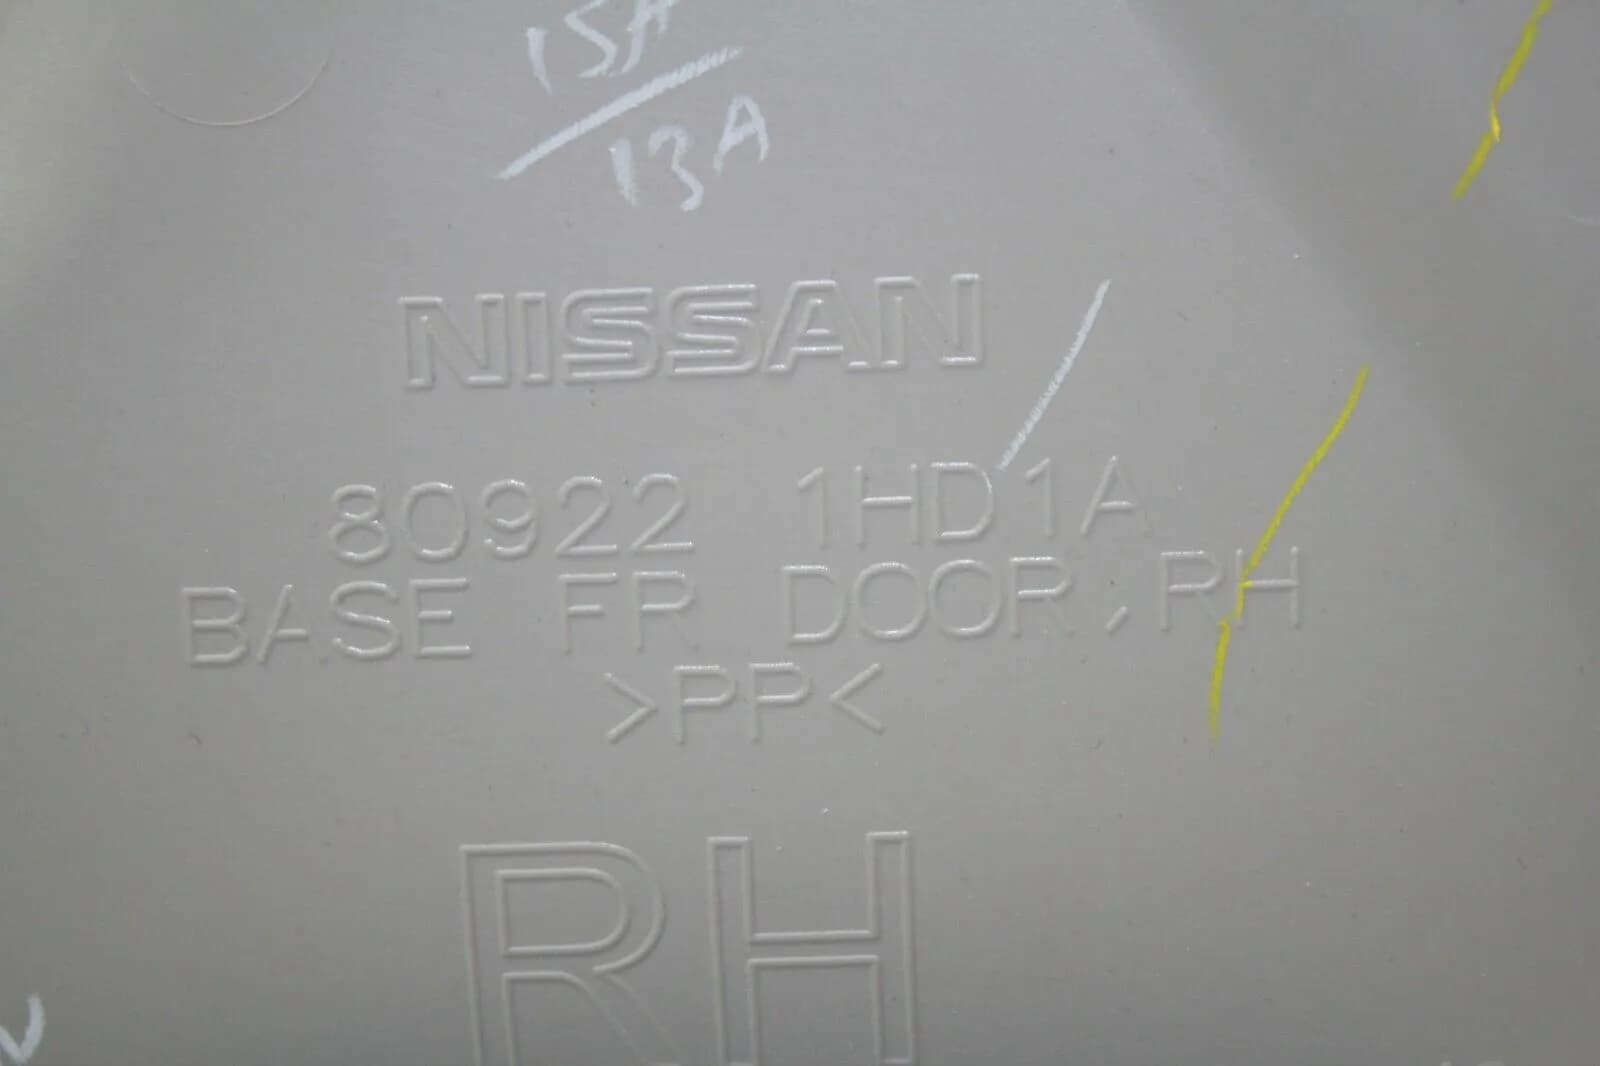 15A
13A
NISSAN
80922 1HD1A
BASE FR DOOR,RH
>PP<
RH